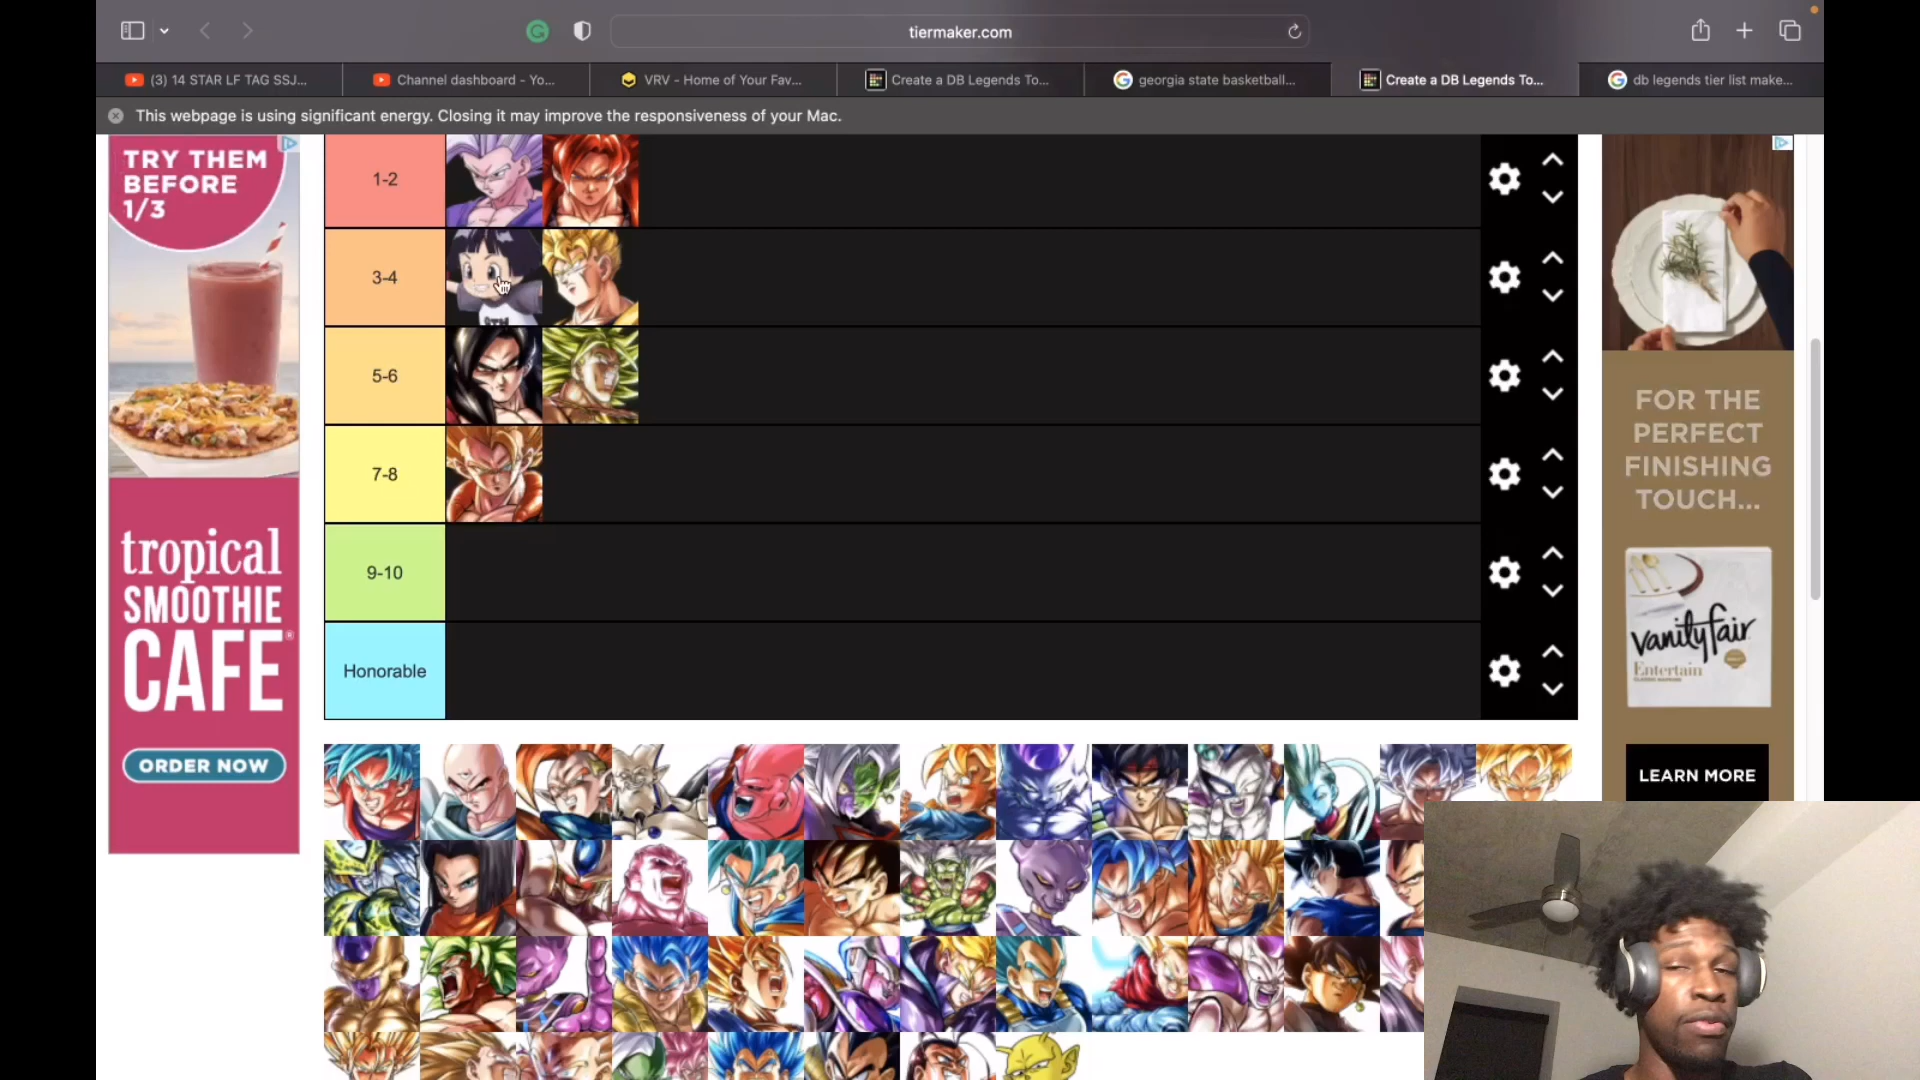 tiermaker.com
(3) 14 STAR LF TAG SSJ...
Channel dashboard - Yo...
VRV - Home of Your Fav...
Create a DB Legends To...
georgia state basketball...
Create a DB Legends To...
db legends tier list make...
This webpage is using significant energy. Closing it may improve the responsiveness of your Mac.
TRY THEM
BEFORE
1/3
tropical
SMOOTHIE
CAFE®
ORDER NOW
1-2
3-4
5-6
7-8
9-10
Honorable
FOR THE
PERFECT
FINISHING
TOUCH...
vanity fair
Entertain
LEARN MORE